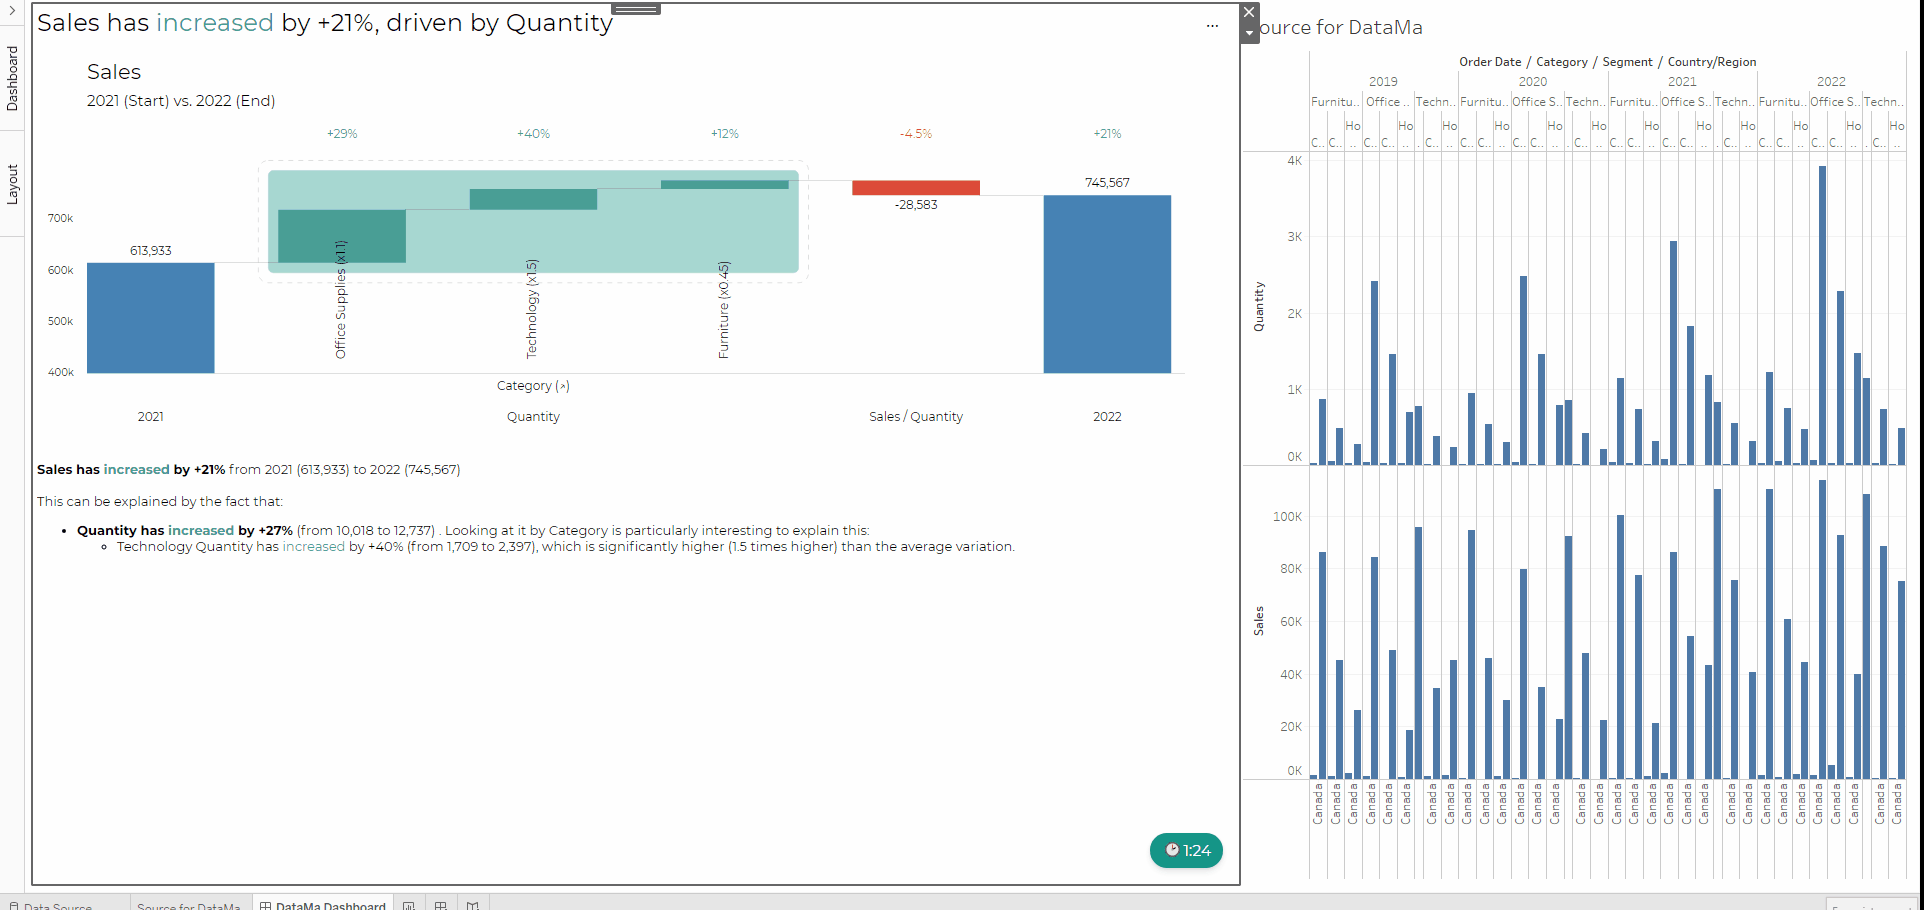 Dashboard
Layout
Sales has increased by +21%, driven by Quantity
...
Sales
2021 (Start) vs. 2022 (End)
+29% +40% +12% -4.5% +21%
700k
600k
500k
400k
613,933
Office Supplies (x1.1)
Technology (x1.5)
Furniture (x0.45)
-28,583
745,567
Category (↗)
2021 Quantity Sales / Quantity 2022
Sales has increased by +21% from 2021 (613,933) to 2022 (745,567)
This can be explained by the fact that:
• Quantity has increased by +27% (from 10,018 to 12,737) . Looking at it by Category is particularly interesting to explain this:
Technology Quantity has increased by +40% (from 1,709 to 2,397), which is significantly higher (1.5 times higher) than the average variation.
1:24
ource for DataMa
Order Date / Category / Segment / Country/Region
2019 2020 2021 2022
Furnitu.. Office .. Techn.. Furnitu.. Office S.. Techn.. Furnitu.. Office S.. Techn.. Furnitu.. Office S.. Techn..
Ho Ho Ho Ho Ho Ho Ho Ho Ho Ho Ho Ho
C.. C.. .. C.. C.. .. . C.. .. C.. C.. .. C.. C.. .. . C.. .. C.. C.. .. C.. C.. .. . C.. .. C.. C.. .. C.. C.. .. . C.. ..
Quantity
4K
3K
2K
1K
0K
Sales
100K
80K
60K
40K
20K
0K
Canada Canada Canada Canada Canada Canada Canada Canada Canada Canada Canada Canada Canada Canada Canada Canada Canada Canada Canada Canada Canada Canada Canada Canada Canada Canada Canada Canada Canada Canada Canada Canada
Data Source Source for DataMa DataMa Dashboard